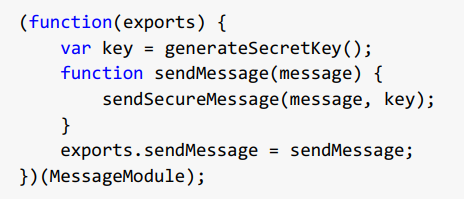 (function(exports) {
    var key = generateSecretKey();
    function sendMessage(message) {
        sendSecureMessage(message, key);
    }
    exports.sendMessage = sendMessage;
})(MessageModule);